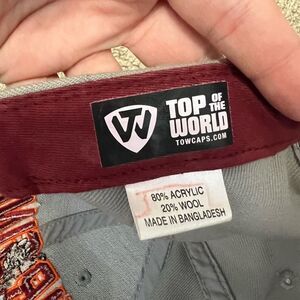 TOP OF THE
WORLD
TOWCAPS.COM
80% ACRYLIC
20% WOOL
MADE IN BANGLADESH